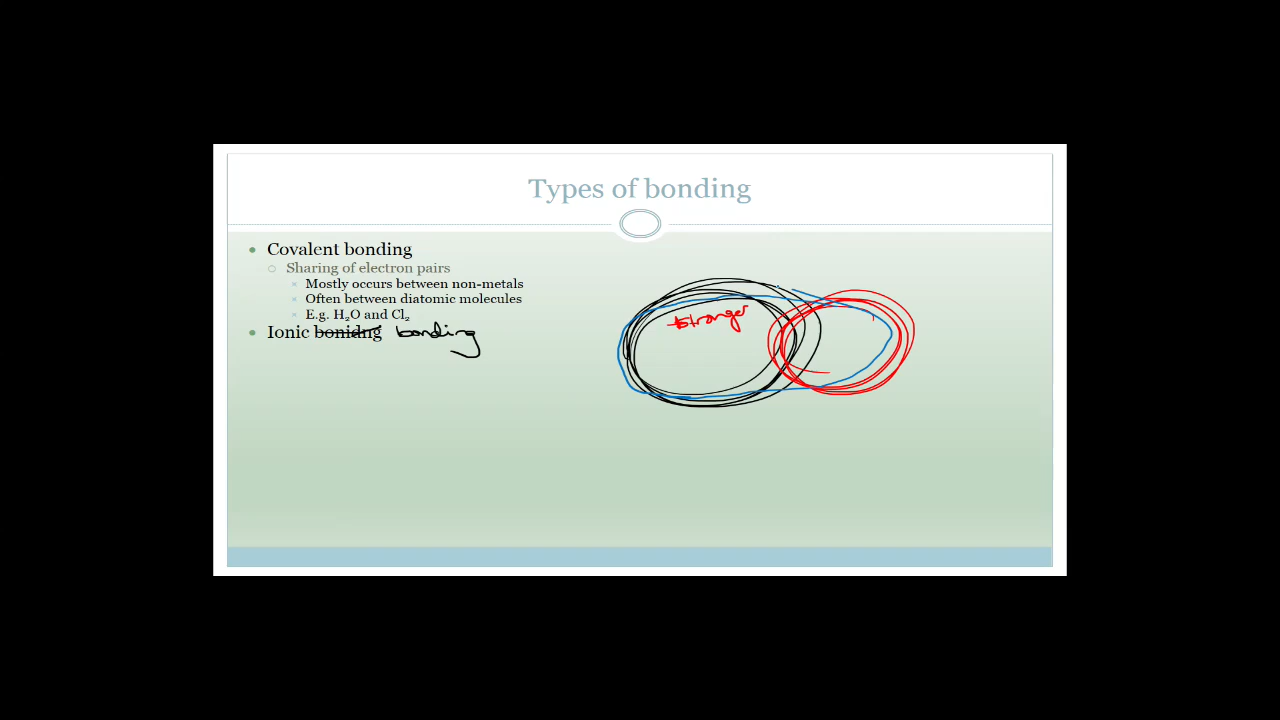 Types of bonding
Covalent bonding
Sharing of electron pairs
Mostly occurs between non-metals
Often between diatomic molecules
E.g. H₂O and Cl₂
Ionic bonidng bonding
stronger